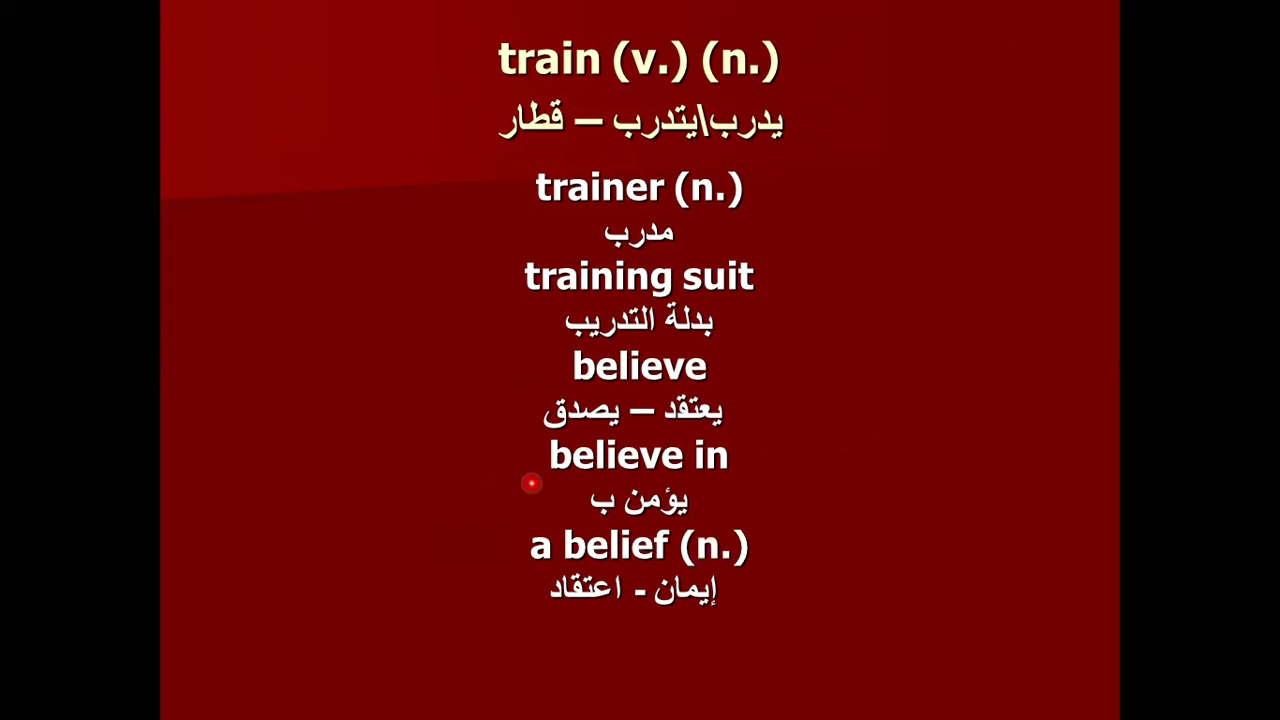 train (v.) (n.)
يدرب\يتدرب – قطار
trainer (n.)
مدرب
training suit
بدلة التدريب
believe
يعتقد – يصدق
believe in
يؤمن ب
a belief (n.)
إيمان - اعتقاد